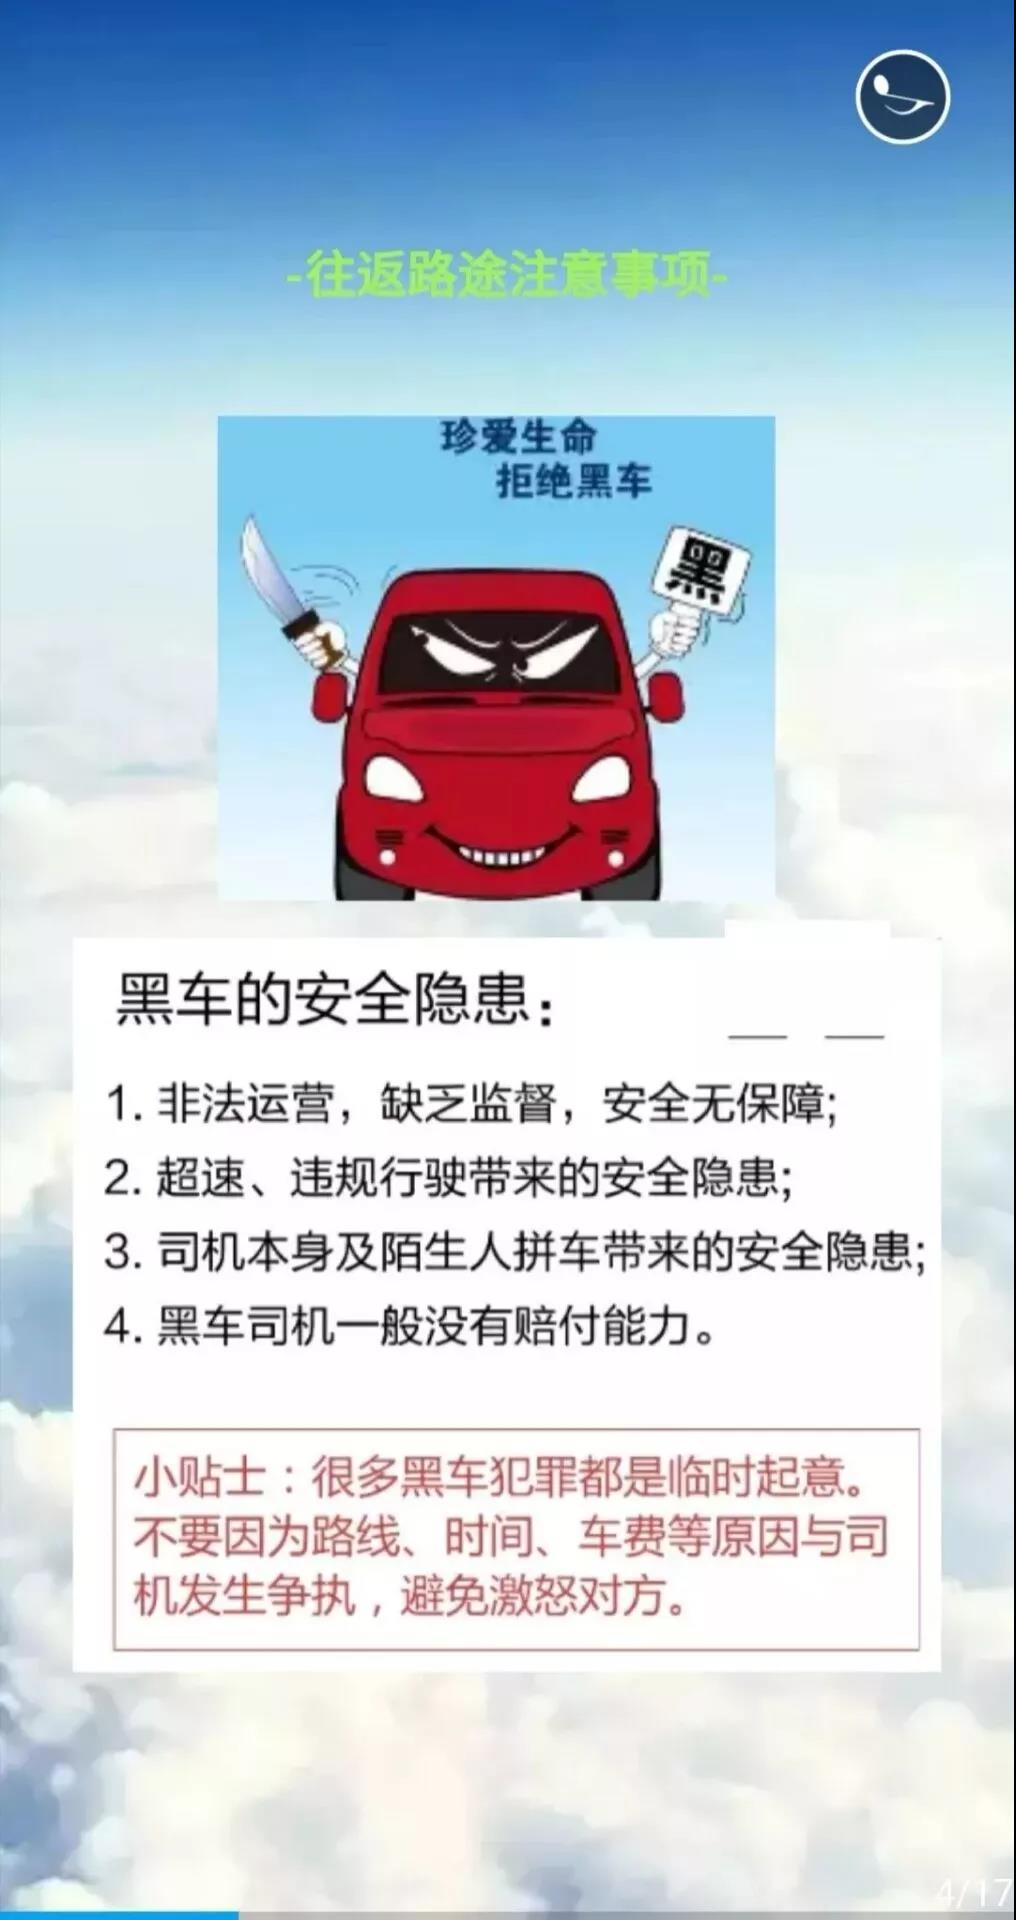 -往返路途注意事项-
珍爱生命
拒绝黑车
黑
黑车的安全隐患：
1. 非法运营，缺乏监督，安全无保障;
2. 超速、违规行驶带来的安全隐患;
3. 司机本身及陌生人拼车带来的安全隐患;
4. 黑车司机一般没有赔付能力。
小贴士：很多黑车犯罪都是临时起意。
不要因为路线、时间、车费等原因与司
机发生争执，避免激怒对方。
4/17